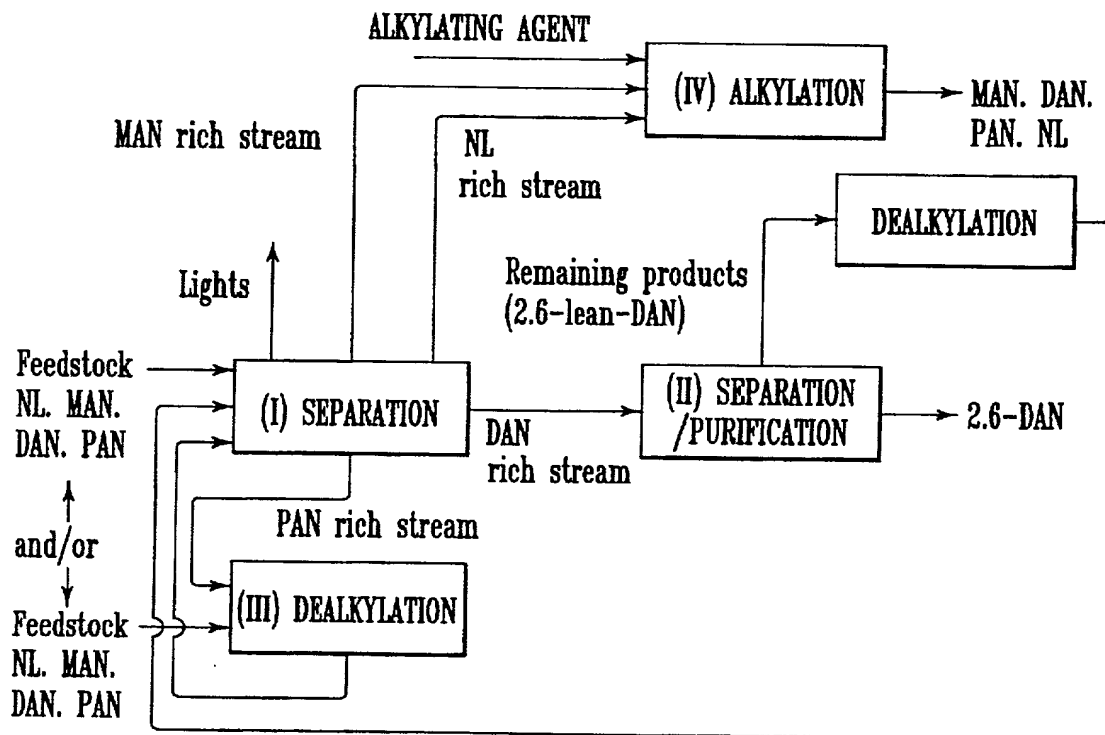 ALKYLATING AGENT
(IV) ALKYLATION
MAN. DAN.
PAN. NL
MAN rich stream
NL
rich stream
DEALKYLATION
Lights
Remaining products
(2.6-lean-DAN)
Feedstock
NL. MAN.
DAN. PAN
(I) SEPARATION
DAN
rich stream
(II) SEPARATION
/PURIFICATION
2.6-DAN
PAN rich stream
and/or
(III) DEALKYLATION
Feedstock
NL. MAN.
DAN. PAN